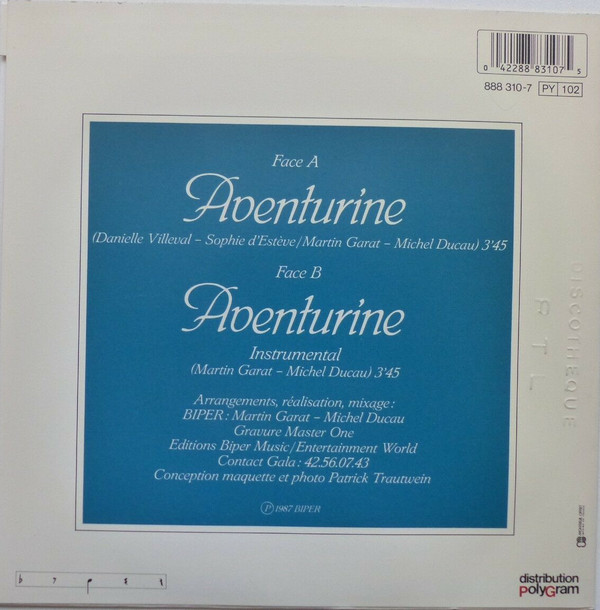 0 42288 83107 5
888 310-7 PY 102
Face A
Aventurine
(Danielle Villeval – Sophie d'Estève/Martin Garat – Michel Ducau) 3'45
Face B
Aventurine
Instrumental
(Martin Garat – Michel Ducau) 3'45
Arrangements, réalisation, mixage :
BIPER : Martin Garat – Michel Ducau
Gravure Master One
Editions Biper Music/Entertainment World
Contact Gala : 42.56.07.43
Conception maquette et photo Patrick Trautwein
Ⓟ 1987 BIPER
DISCOTHEQUE
RTL
distribution
PolyGram